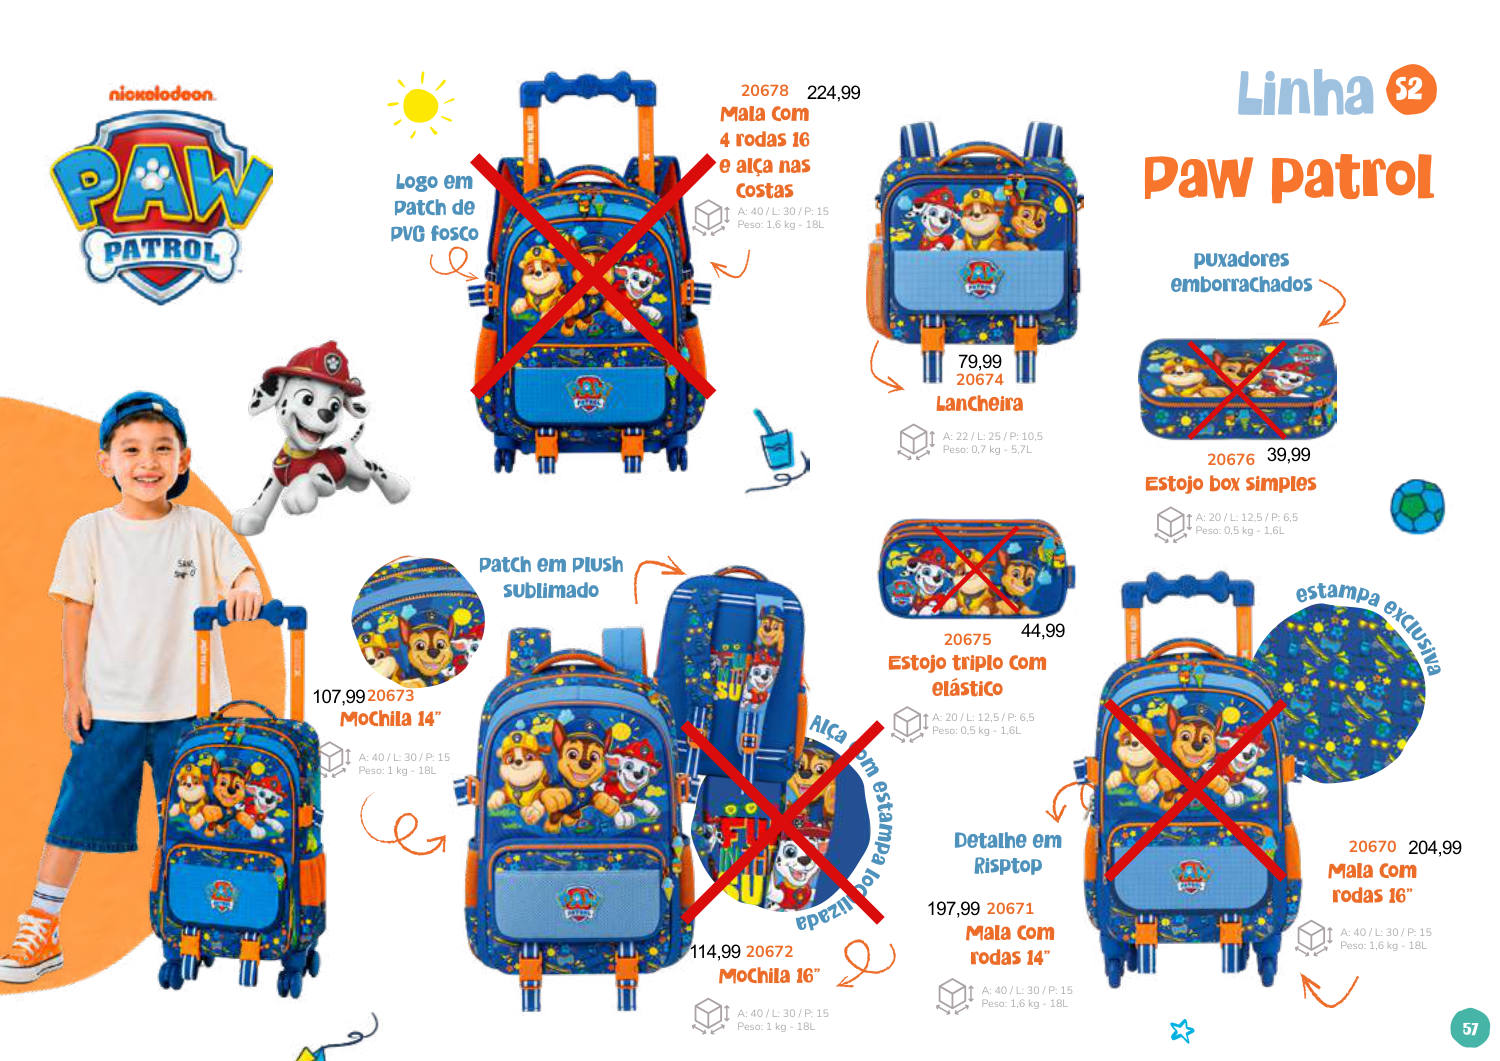 nickelodeon
PAW
PATROL
Linha S2
Paw Patrol
20678 224,99
Mala Com
4 rodas 16
e alça nas
Costas
A: 40 / L: 30 / P: 15
Peso: 1,6 kg - 18L
Logo em
Patch de
PVC fosco
79,99
20674
Lancheira
A: 22 / L: 25 / P: 10,5
Peso: 0,7 kg - 5,7L
Puxadores
emborrachados
20676 39,99
Estojo box simples
A: 20 / L: 12,5 / P: 6,5
Peso: 0,5 kg - 1,6L
Patch em Plush
sublimado
107,99 20673
Mochila 14”
A: 40 / L: 30 / P: 15
Peso: 1 kg - 18L
20675 44,99
Estojo triplo Com
elástico
A: 20 / L: 12,5 / P: 6,5
Peso: 0,5 kg - 1,6L
estampa exclusiva
Alça com estampa localizada
114,99 20672
Mochila 16”
A: 40 / L: 30 / P: 15
Peso: 1 kg - 18L
Detalhe em
Risptop
197,99 20671
Mala Com
rodas 14”
A: 40 / L: 30 / P: 15
Peso: 1,6 kg - 18L
20670 204,99
Mala Com
rodas 16”
A: 40 / L: 30 / P: 15
Peso: 1,6 kg - 18L
57